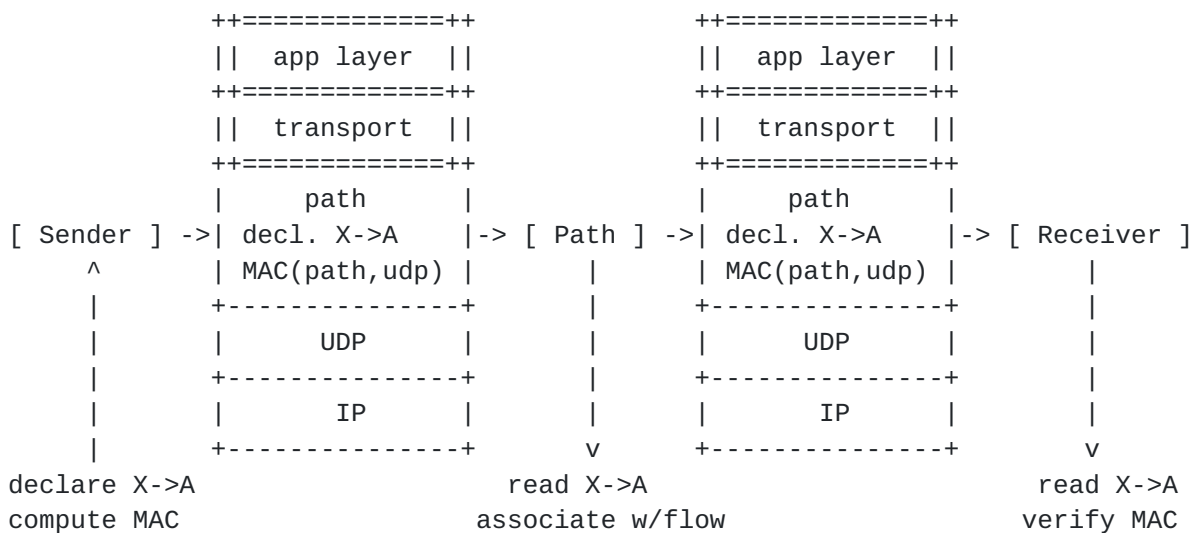 ++=============++               ++=============++
||  app layer  ||               ||  app layer  ||
++=============++               ++=============++
||  transport  ||               ||  transport  ||
++=============++               ++=============++
|     path      |               |     path      |
[ Sender ] ->| decl. X->A    |-> [ Path ] ->| decl. X->A    |-> [ Receiver ]
^       | MAC(path,udp) |       |      | MAC(path,udp) |        |
|       +---------------+       |      +---------------+        |
|       |      UDP      |       |      |      UDP      |        |
|       +---------------+       |      +---------------+        |
|       |       IP      |       |      |       IP      |        |
|       +---------------+       v      +---------------+        v
declare X->A                    read X->A                         read X->A
compute MAC                   associate w/flow                   verify MAC